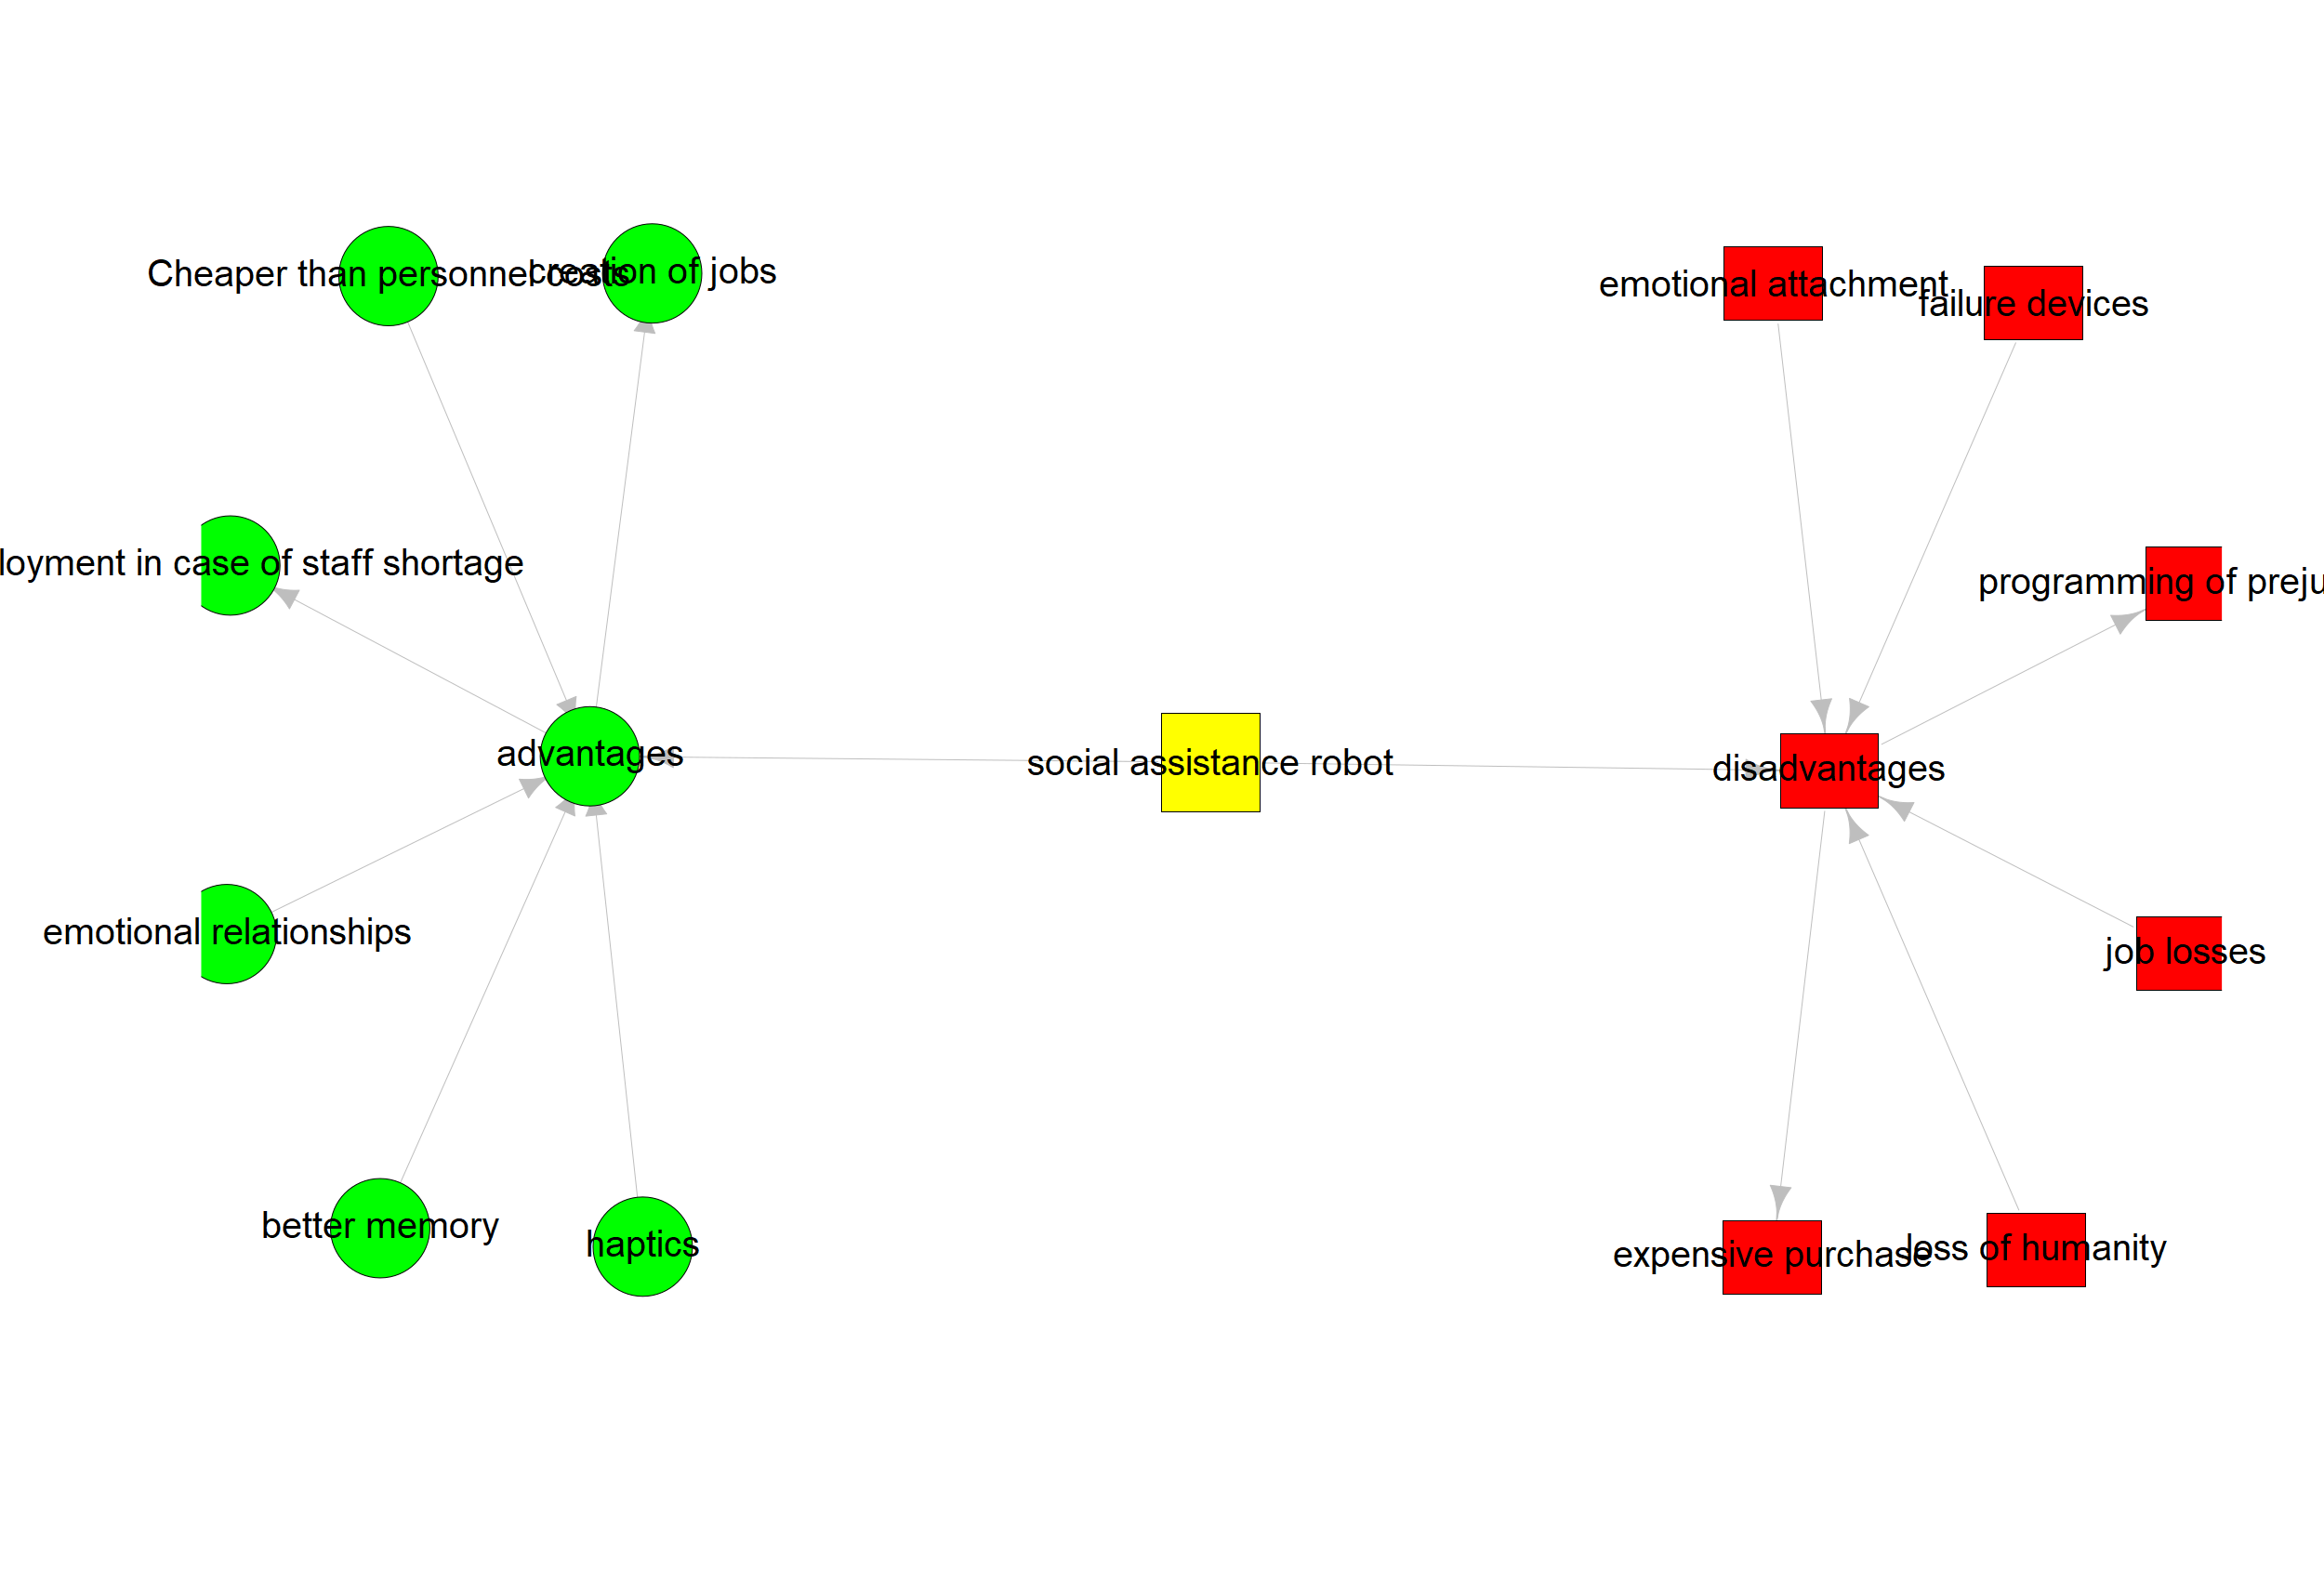 Cheaper than personnel costs
creation of jobs
emotional attachment
failure devices
loyment in case of staff shortage
programming of preju
advantages
social assistance robot
disadvantages
emotional relationships
job losses
better memory
haptics
expensive purchase
loss of humanity